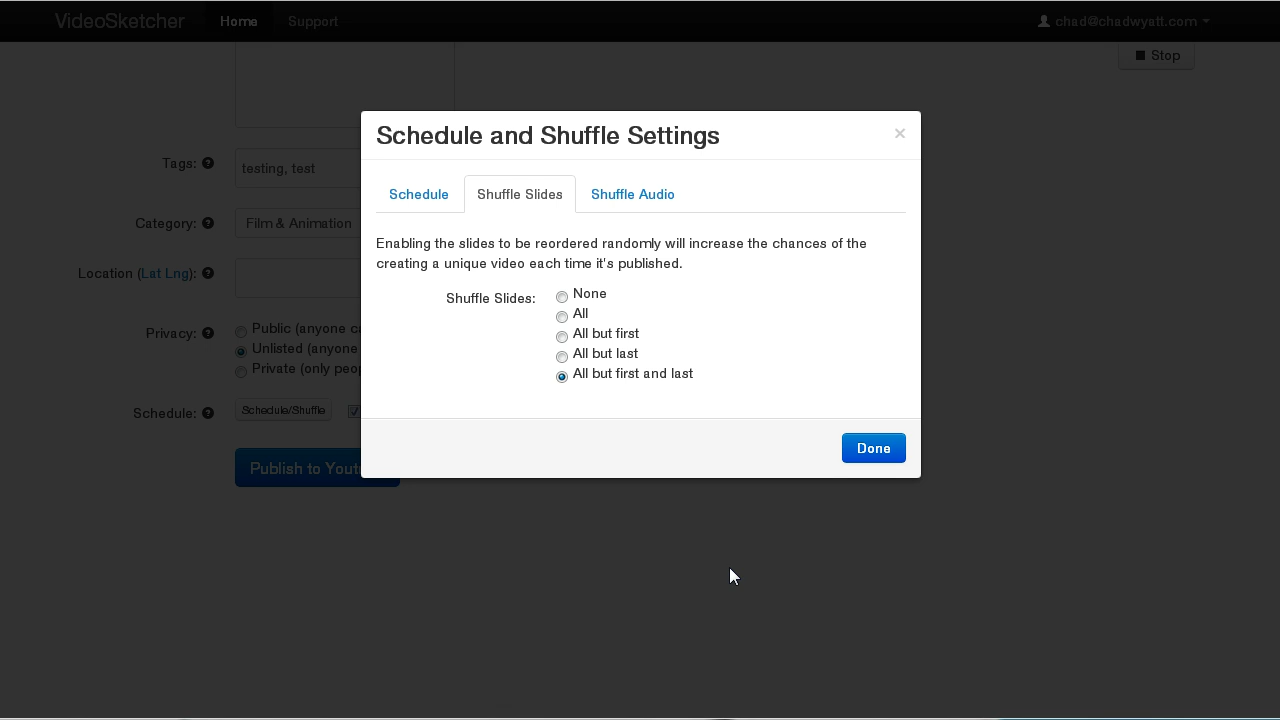 VideoSketcher Home Support chad@chadwyatt.com
Stop
Schedule and Shuffle Settings ×
Tags: testing, test
Schedule Shuffle Slides Shuffle Audio
Category: Film & Animation
Enabling the slides to be reordered randomly will increase the chances of the
creating a unique video each time it's published.
Location (Lat Lng):
Shuffle Slides: None
All
All but first
All but last
All but first and last
Privacy: Public (anyone ca
Unlisted (anyone
Private (only peop
Schedule: Schedule/Shuffle
Done
Publish to Yout